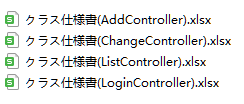 クラス仕様書(AddController).xlsx
クラス仕様書(ChangeController).xlsx
クラス仕様書(ListController).xlsx
クラス仕様書(LoginController).xlsx